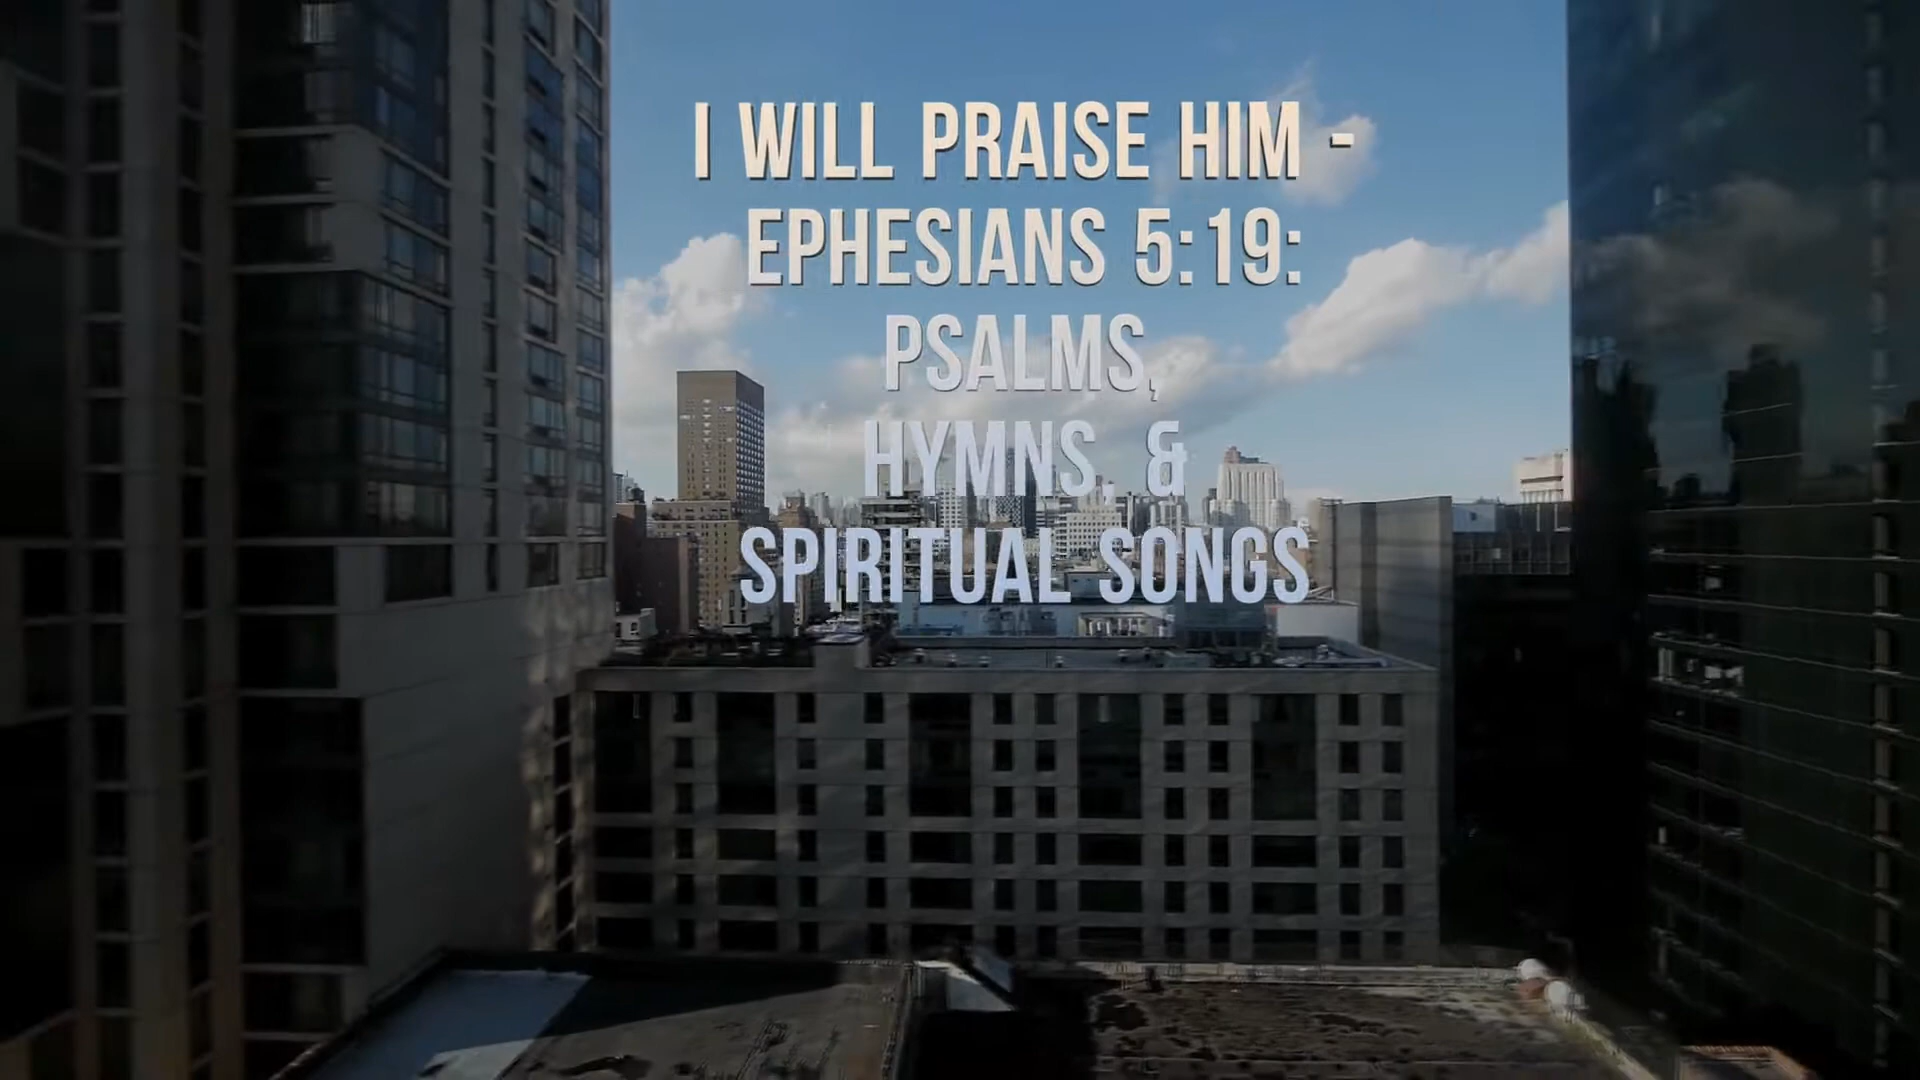 I WILL PRAISE HIM -
EPHESIANS 5:19:
PSALMS,
HYMNS, &
SPIRITUAL SONGS